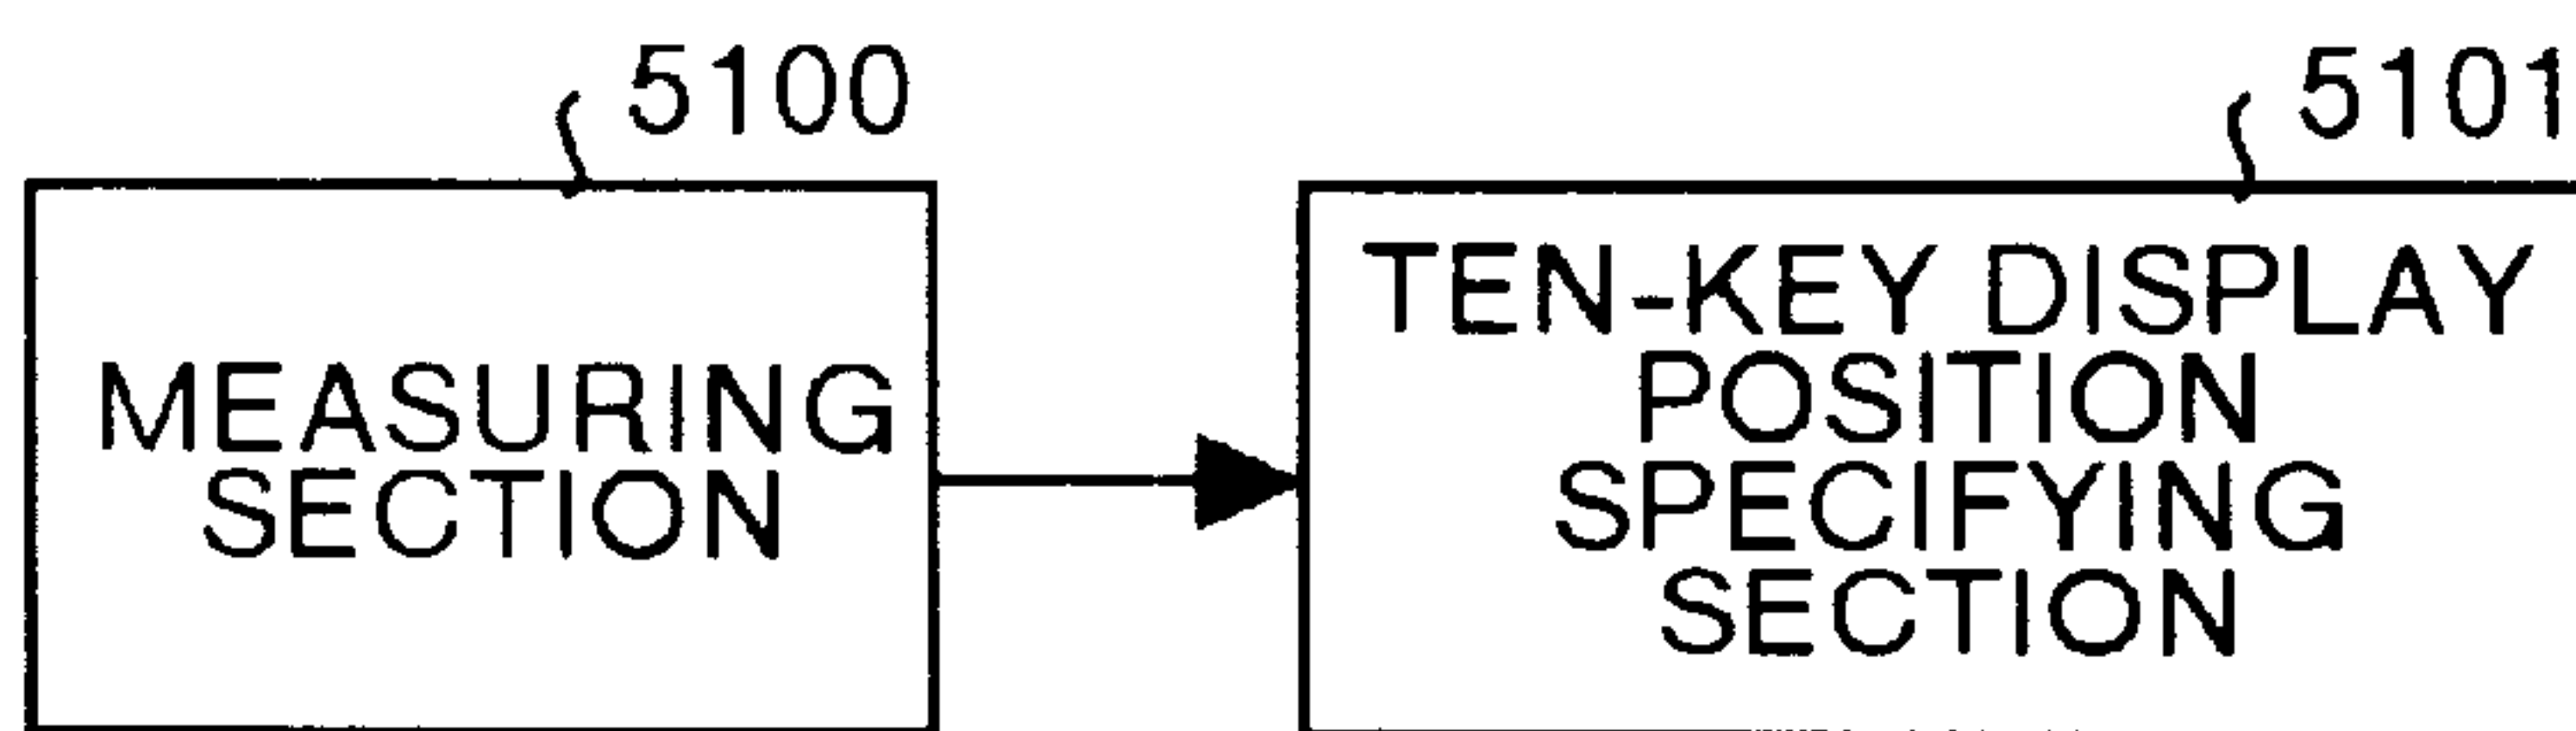 5100
5101
MEASURING
SECTION
TEN-KEY DISPLAY
POSITION
SPECIFYING
SECTION